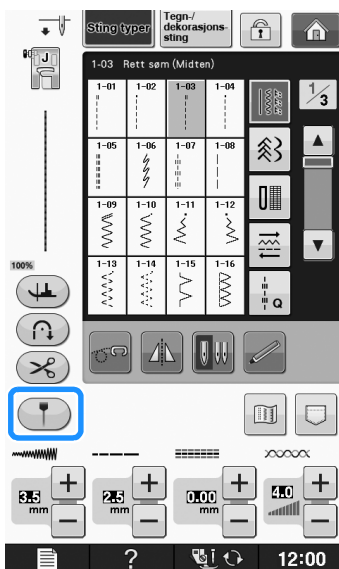 Sting typer
Tegn-/
dekorasjons-
sting
J
1-03 Rett søm (Midten)
1-01 1-02 1-03 1-04
1/3
1-05 1-06 1-07 1-08
1-09 1-10 1-11 1-12
1-13 1-14 1-15 1-16
Q
100%
3.5 mm
2.5 mm
0.00 mm
4.0
?
12:00